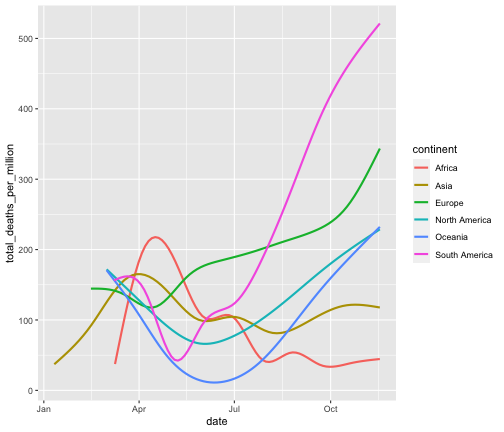 total_deaths_per_million
500
400
300
200
100
0
Jan
Apr
Jul
Oct
date
continent
Africa
Asia
Europe
North America
Oceania
South America